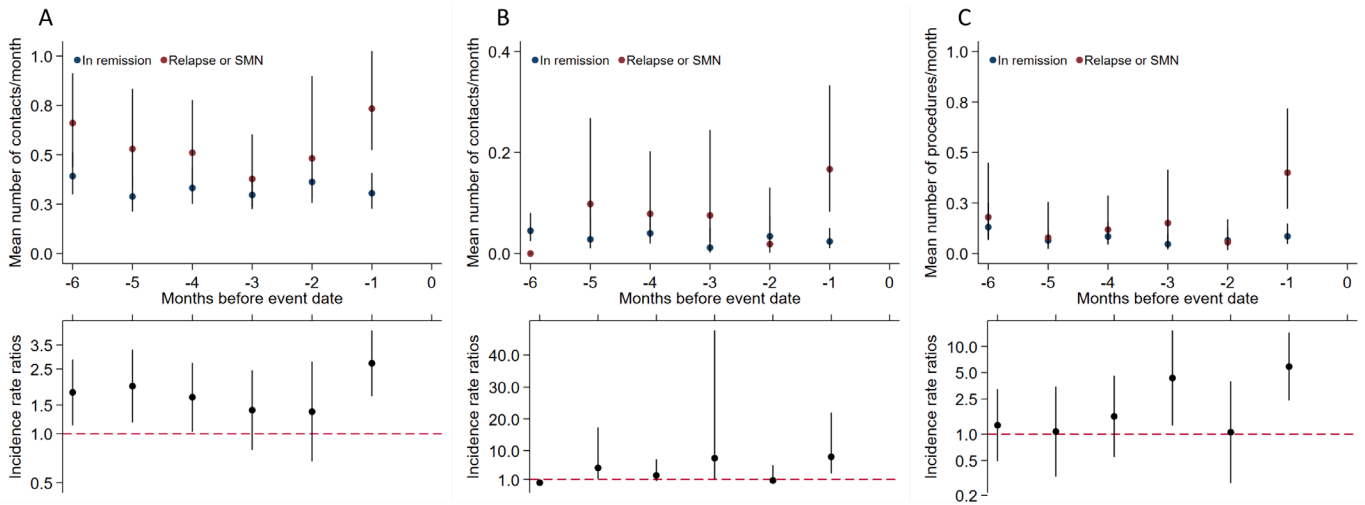 A
Mean number of contacts/month
1.0
0.8
0.5
0.3
0.0
In remission Relapse or SMN
-6 -5 -4 -3 -2 -1 0
Months before event date
Incidence rate ratios
3.5
2.5
1.5
1.0
0.5
B
Mean number of contacts/month
0.4
0.2
0.0
In remission Relapse or SMN
-6 -5 -4 -3 -2 -1 0
Months before event date
Incidence rate ratios
40.0
30.0
20.0
10.0
1.0
C
Mean number of procedures/month
1.0
0.8
0.5
0.3
0.0
In remission Relapse or SMN
-6 -5 -4 -3 -2 -1 0
Months before event date
Incidence rate ratios
10.0
5.0
2.5
1.0
0.5
0.2